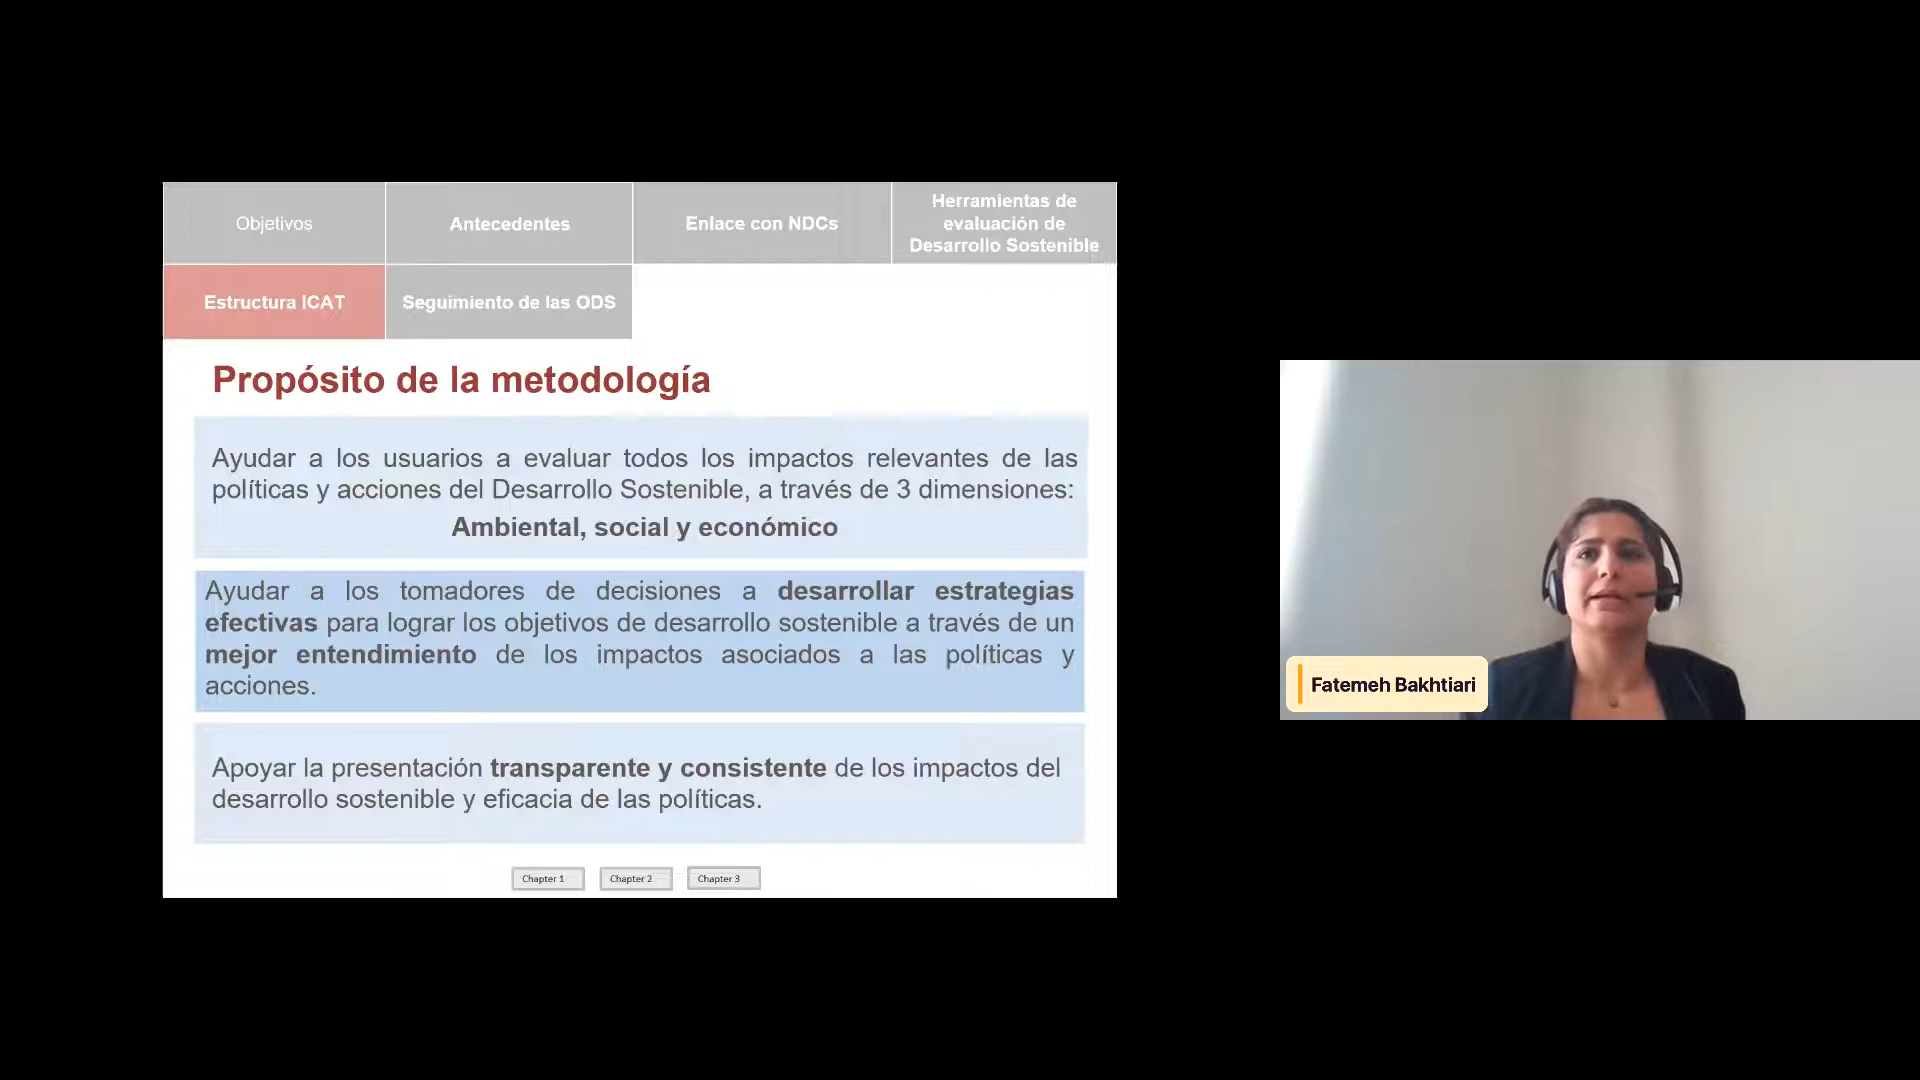 Objetivos
Antecedentes
Enlace con NDCs
Herramientas de
evaluación de
Desarrollo Sostenible
Estructura ICAT
Seguimiento de las ODS
Propósito de la metodología
Ayudar a los usuarios a evaluar todos los impactos relevantes de las
políticas y acciones del Desarrollo Sostenible, a través de 3 dimensiones:
Ambiental, social y económico
Ayudar a los tomadores de decisiones a desarrollar estrategias
efectivas para lograr los objetivos de desarrollo sostenible a través de un
mejor entendimiento de los impactos asociados a las políticas y
acciones.
Apoyar la presentación transparente y consistente de los impactos del
desarrollo sostenible y eficacia de las políticas.
Chapter 1
Chapter 2
Chapter 3
Fatemeh Bakhtiari